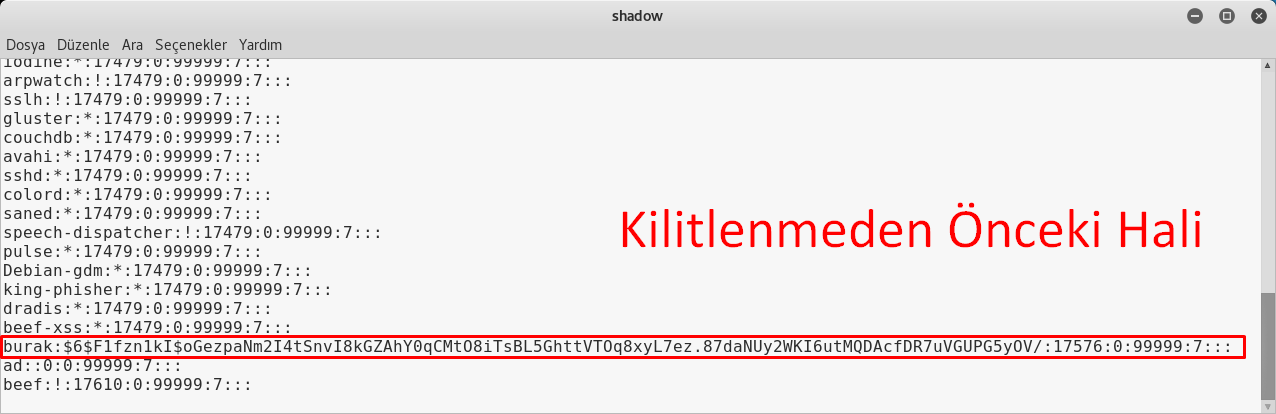 shadow
Dosya Düzenle Ara Seçenekler Yardım
iodine:*:17479:0:99999:7:::
arpwatch:!:17479:0:99999:7:::
sslh:!:17479:0:99999:7:::
gluster:*:17479:0:99999:7:::
couchdb:*:17479:0:99999:7:::
avahi:*:17479:0:99999:7:::
sshd:*:17479:0:99999:7:::
colord:*:17479:0:99999:7:::
saned:*:17479:0:99999:7:::
speech-dispatcher:!:17479:0:99999:7:::
pulse:*:17479:0:99999:7:::
Debian-gdm:*:17479:0:99999:7:::
king-phisher:*:17479:0:99999:7:::
dradis:*:17479:0:99999:7:::
beef-xss:*:17479:0:99999:7:::
burak:$6$F1fzn1kI$oGezpaNm2I4tSnvI8kGZAhY0qCMtO8iTsBL5GhttVTOq8xyL7ez.87daNUy2WKI6utMQDAcfDR7uVGUPG5yOV/:17576:0:99999:7:::
ad::0:0:99999:7:::
beef:!:17610:0:99999:7:::
Kilitlenmeden Önceki Hali